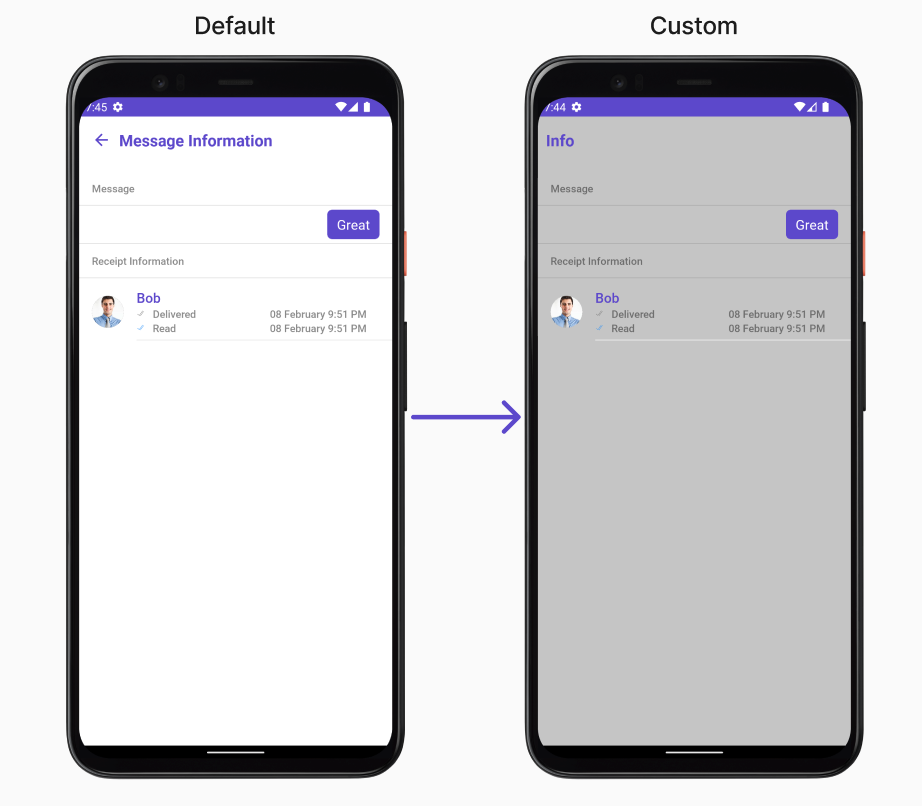 Default
Custom
7:45
Message Information
Message
Great
Receipt Information
Bob
Delivered 08 February 9:51 PM
Read 08 February 9:51 PM
7:44
Info
Message
Great
Receipt Information
Bob
Delivered 08 February 9:51 PM
Read 08 February 9:51 PM